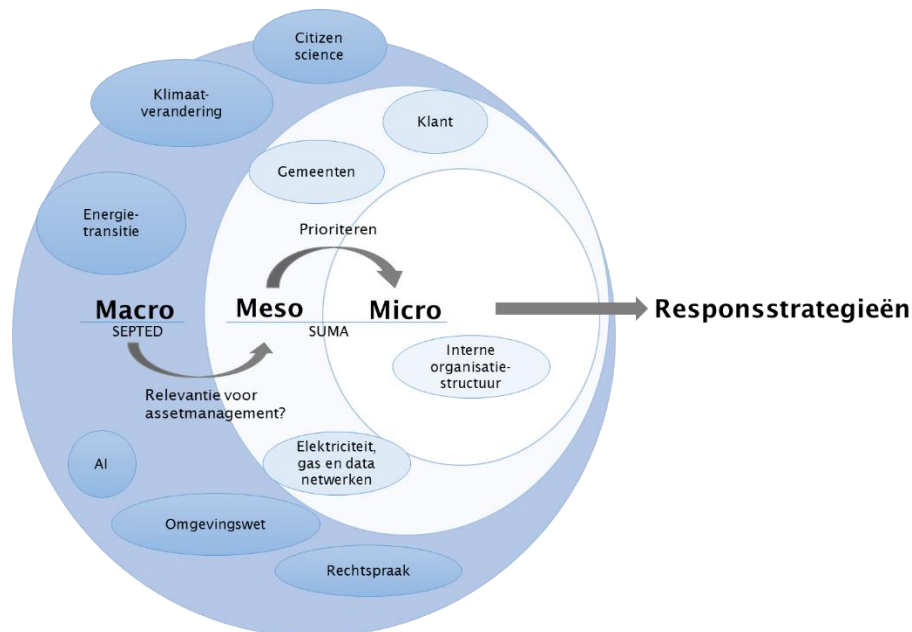 Citizen
science
Klimaat-
verandering
Klant
Gemeenten
Energie-
transitie
Prioriteren
Macro
SEPTED
Meso
SUMA
Micro
Responsstrategieën
Interne
organisatie-
structuur
Relevantie voor
assetmanagement?
AI
Elektriciteit,
gas en data
netwerken
Omgevingswet
Rechtspraak